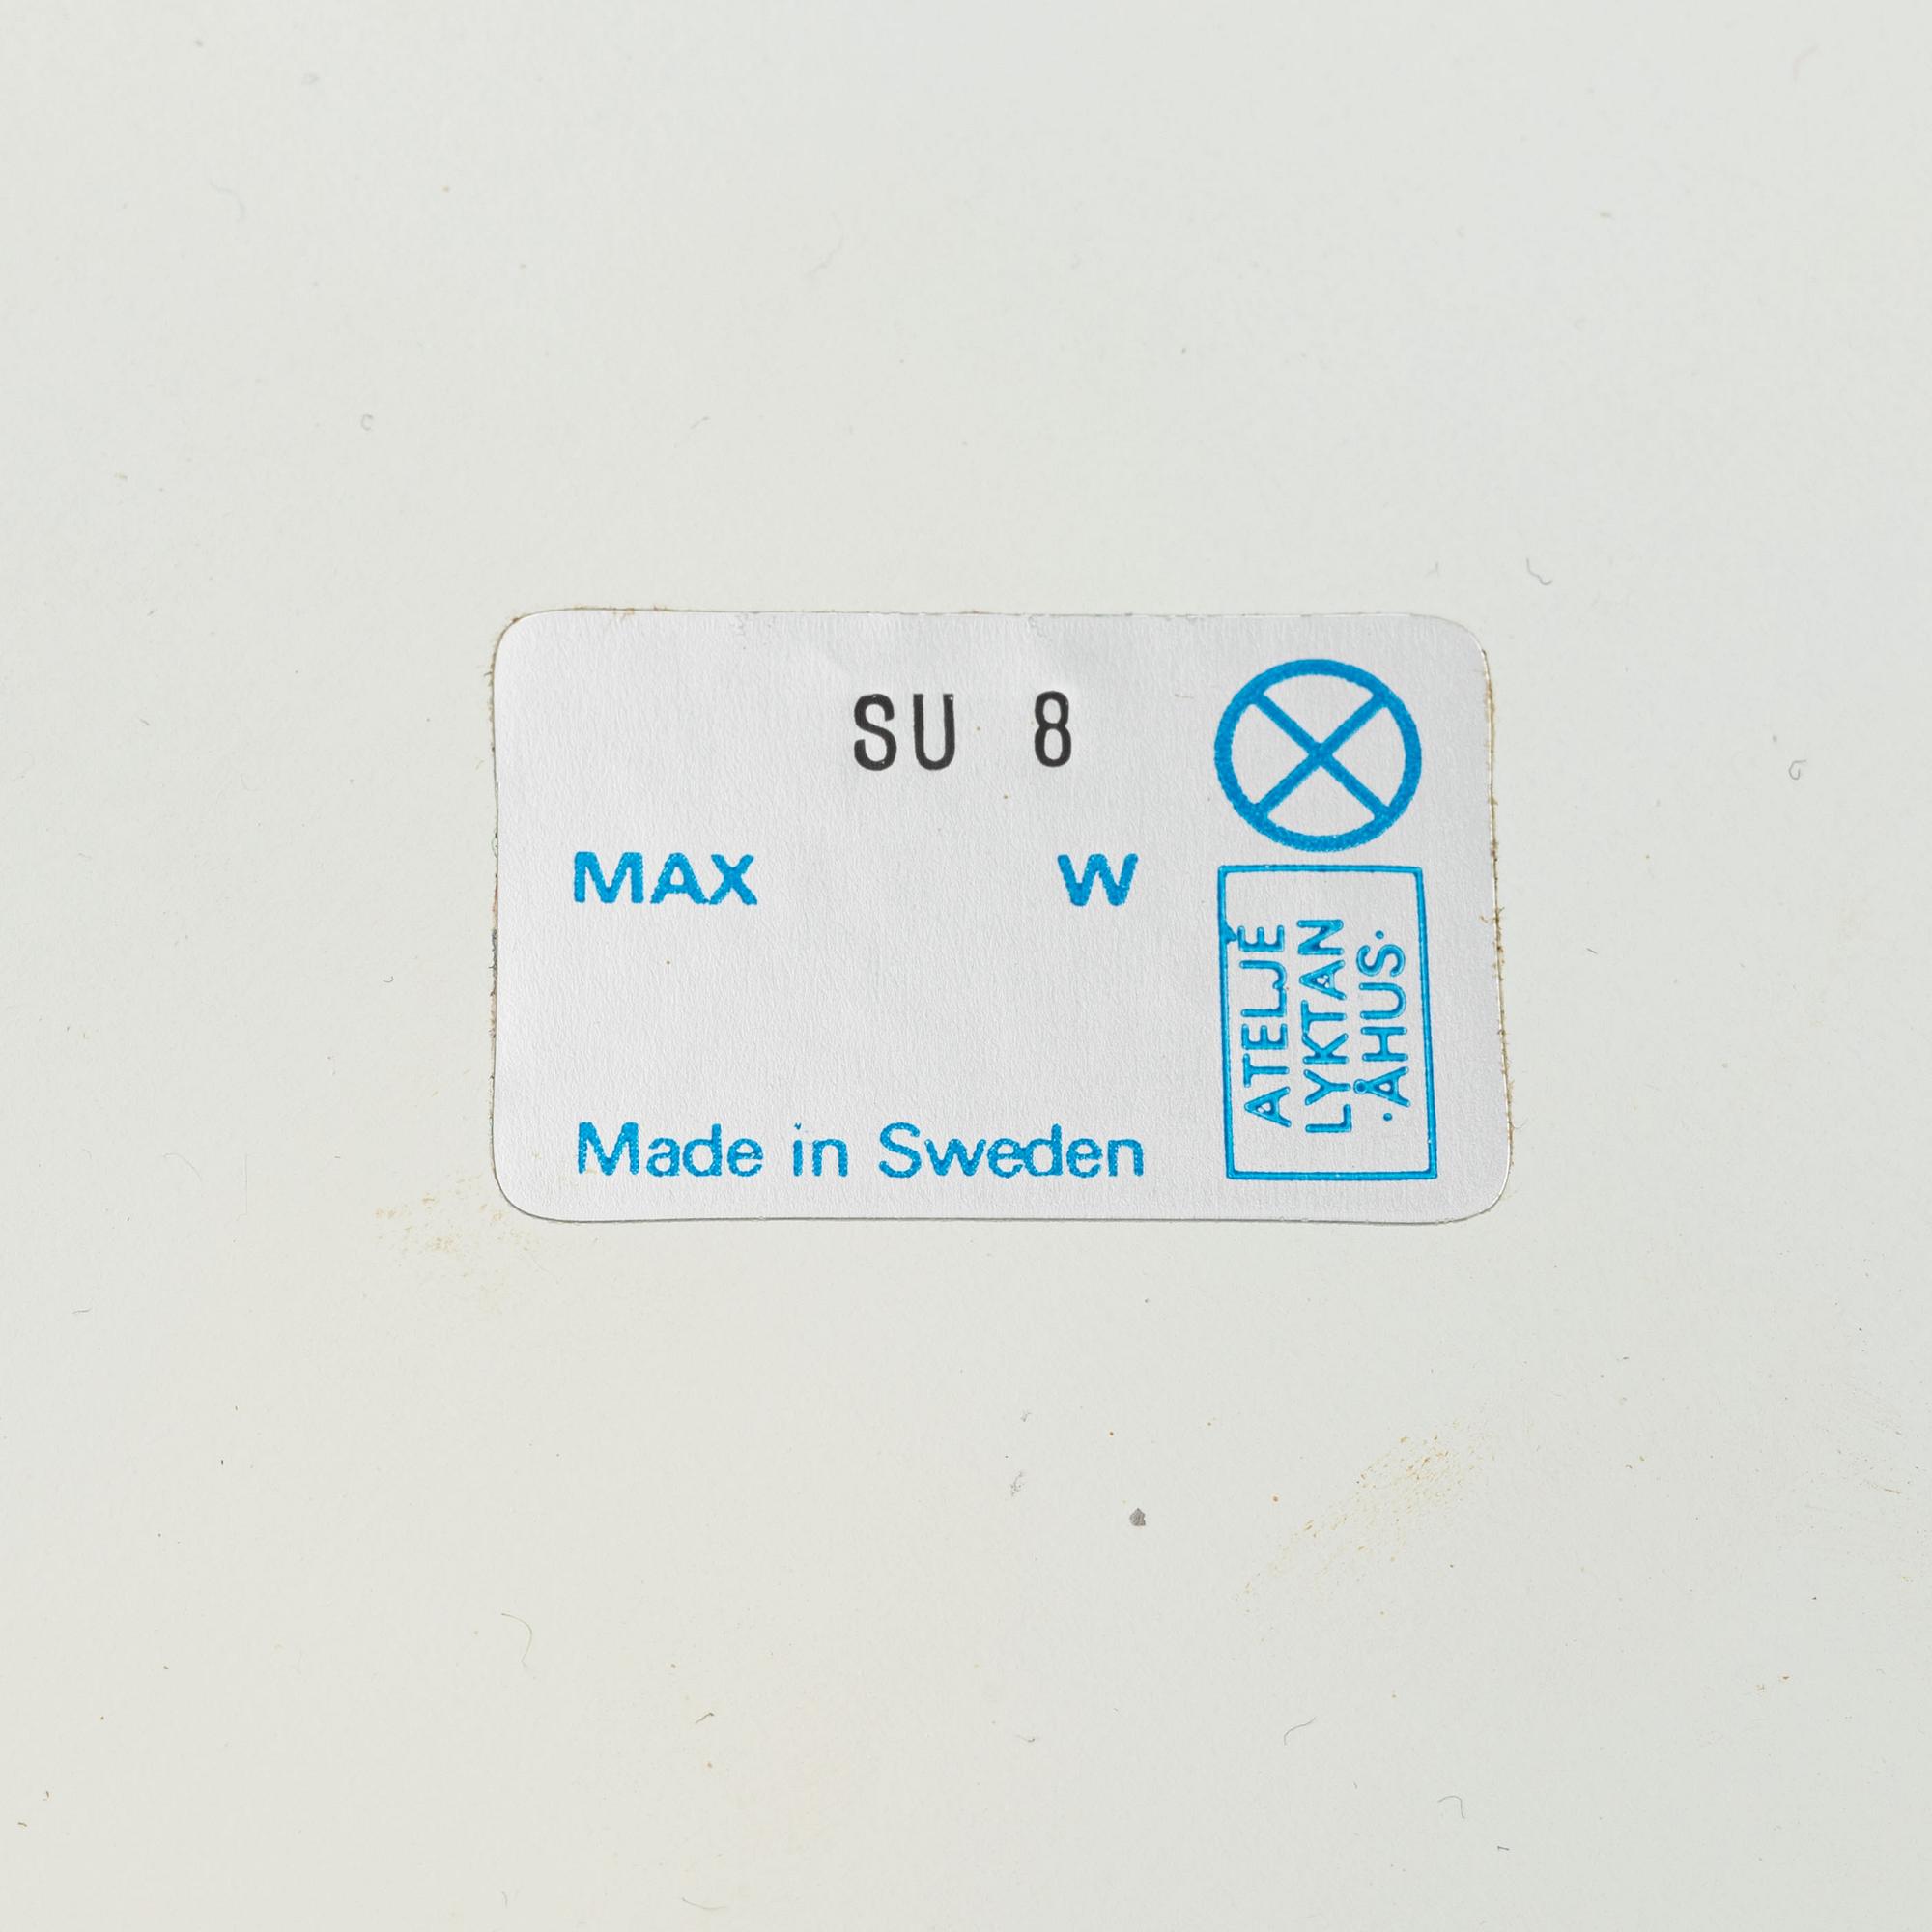 SU 8
MAX W
Made in Sweden
ATELJÉ
LYKTAN
·ÅHUS·